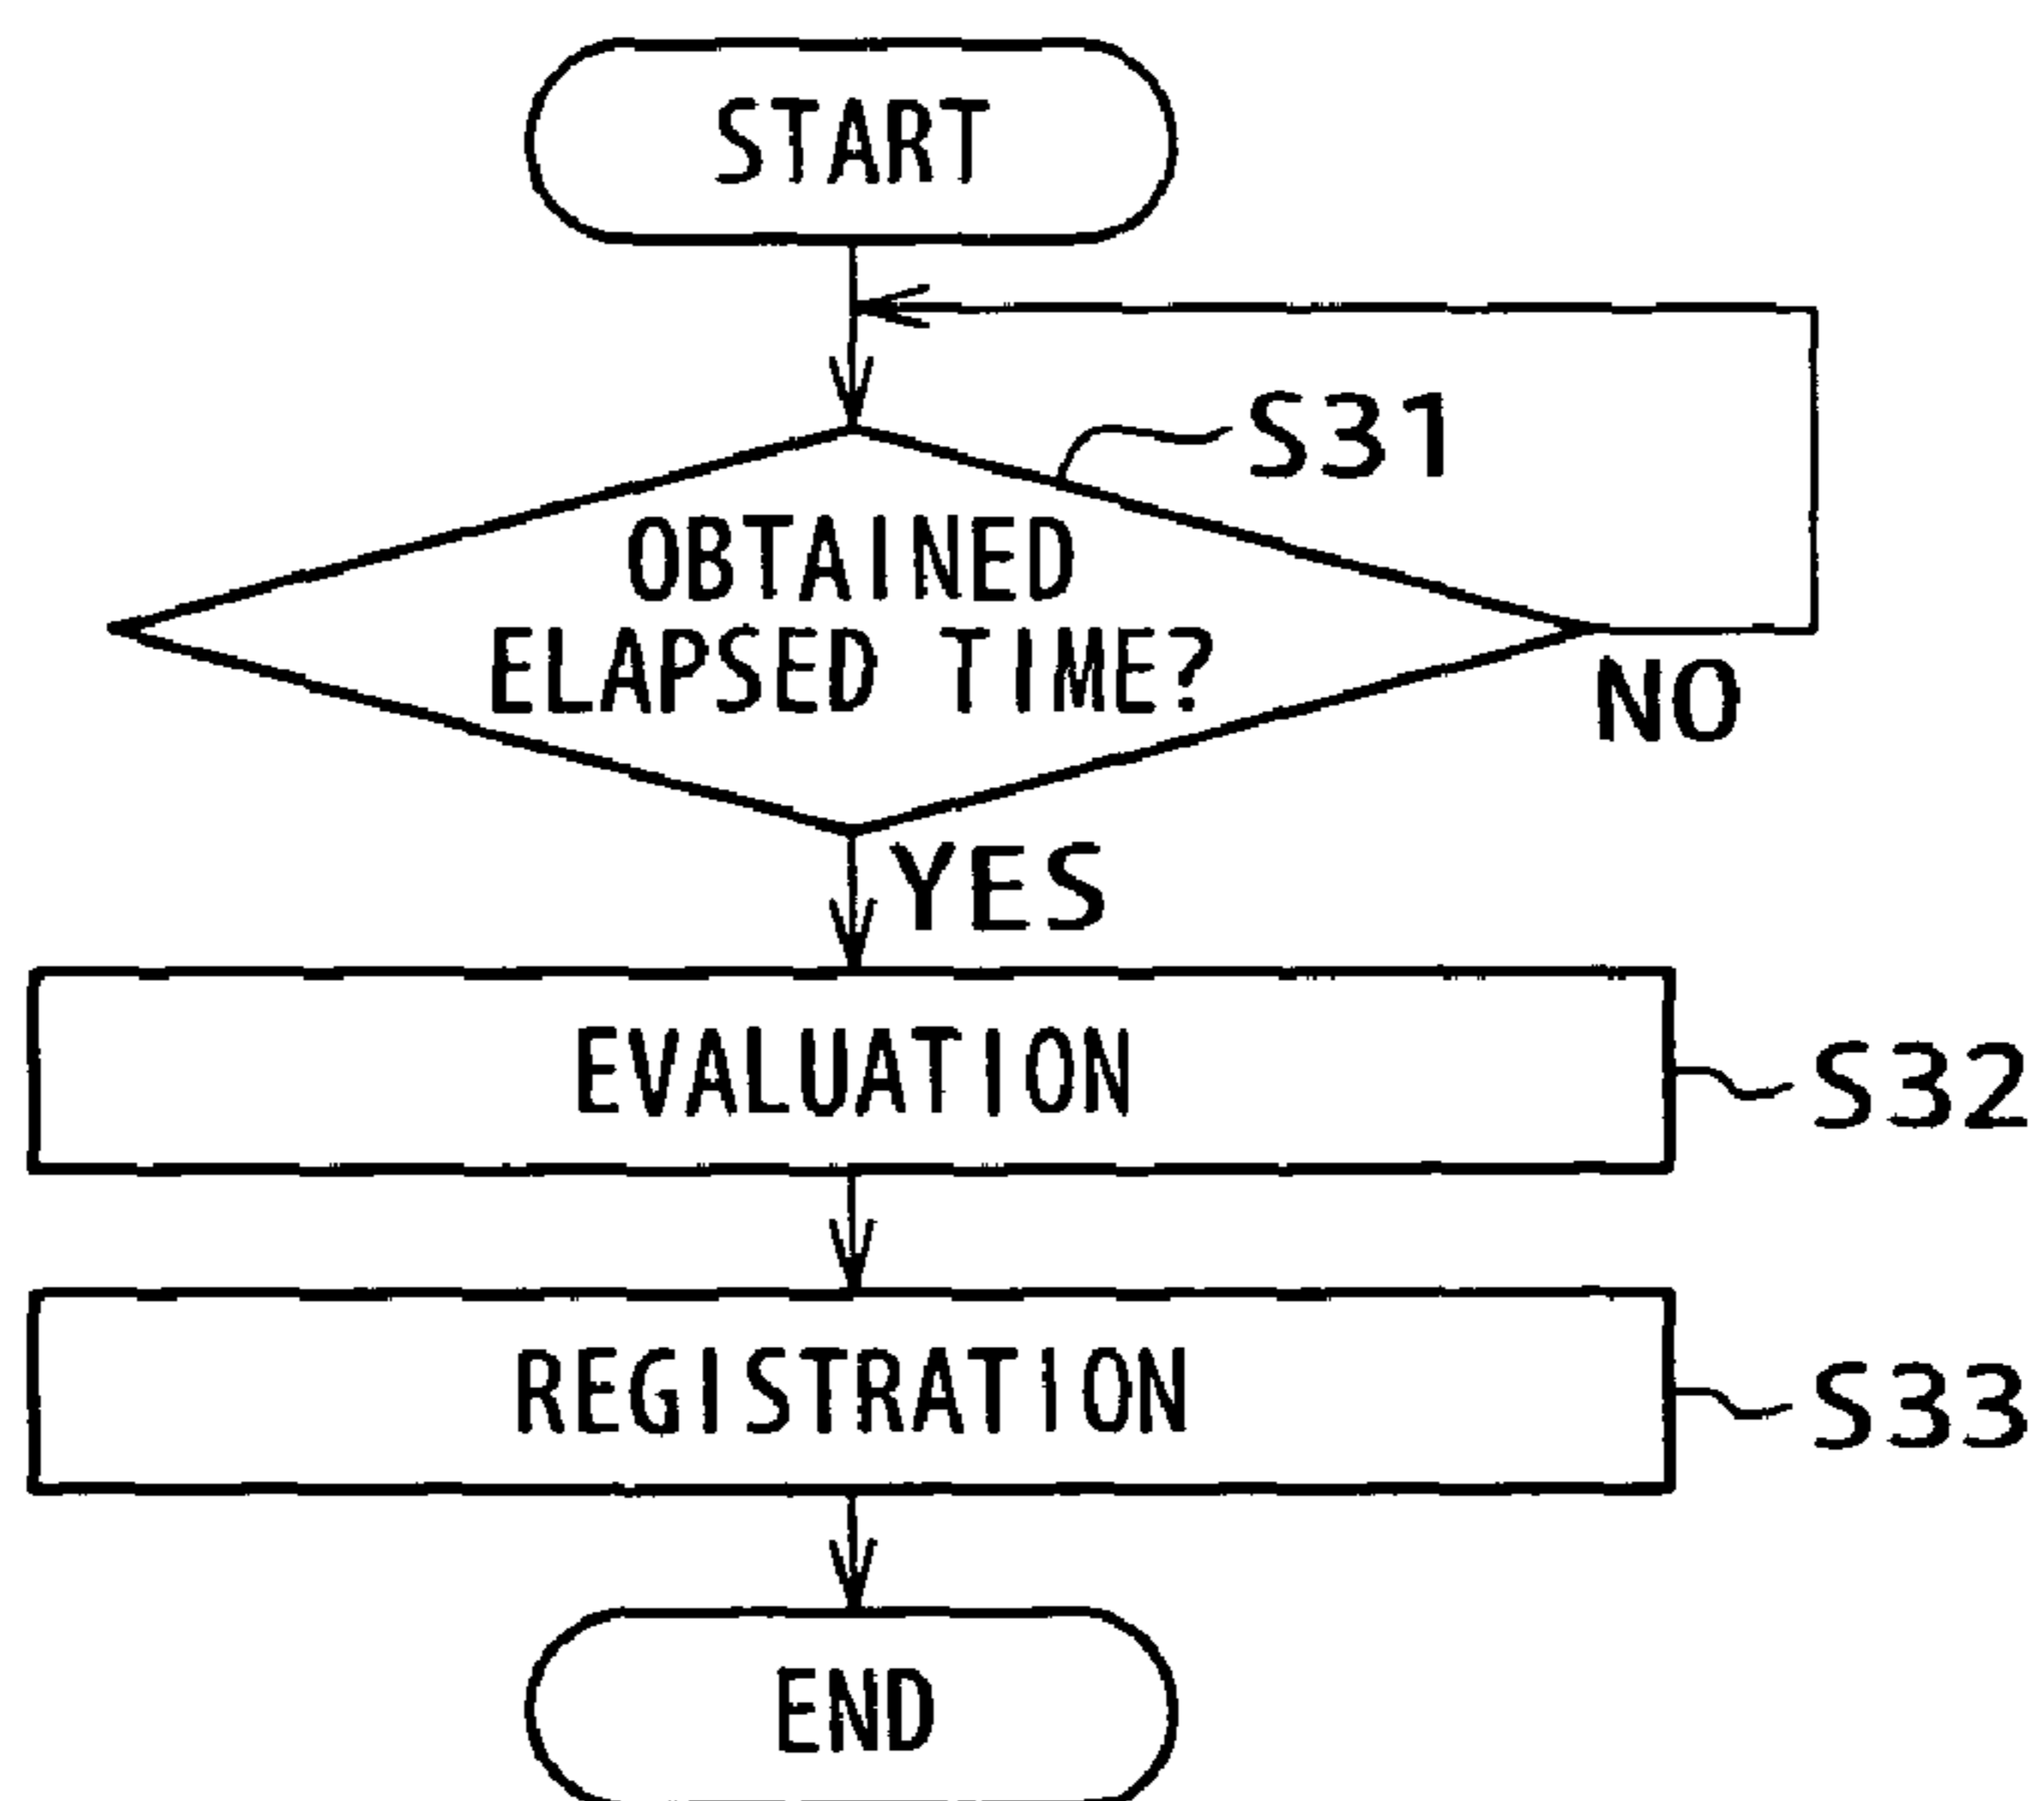 START
S31
OBTAINED
ELAPSED TIME?
NO
YES
EVALUATION
S32
REGISTRATION
S33
END